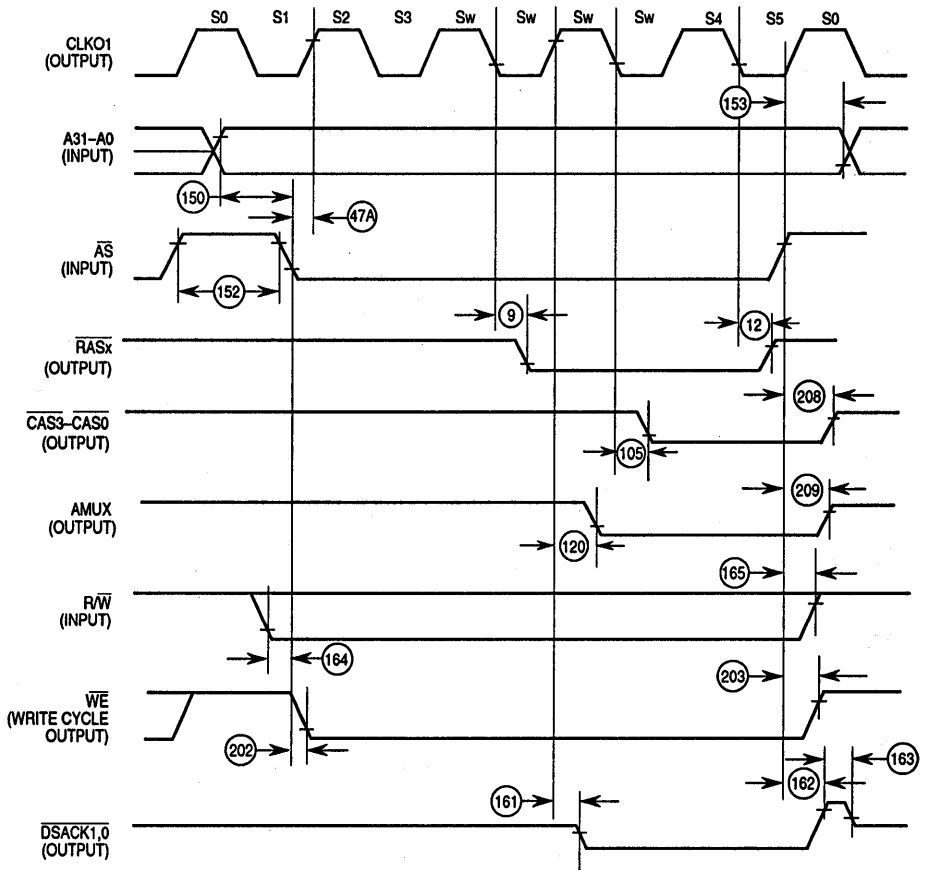 S0 S1 S2 S3 Sw Sw Sw Sw S4 S5 S0
CLKO1
(OUTPUT)
153
A31–A0
(INPUT)
150
47A
AS
(INPUT)
152
9
12
RASx
(OUTPUT)
208
CAS3–CAS0
(OUTPUT)
105
209
AMUX
(OUTPUT)
120
165
R/W
(INPUT)
164
203
WE
(WRITE CYCLE
OUTPUT)
202
163
162
161
DSACK1,0
(OUTPUT)